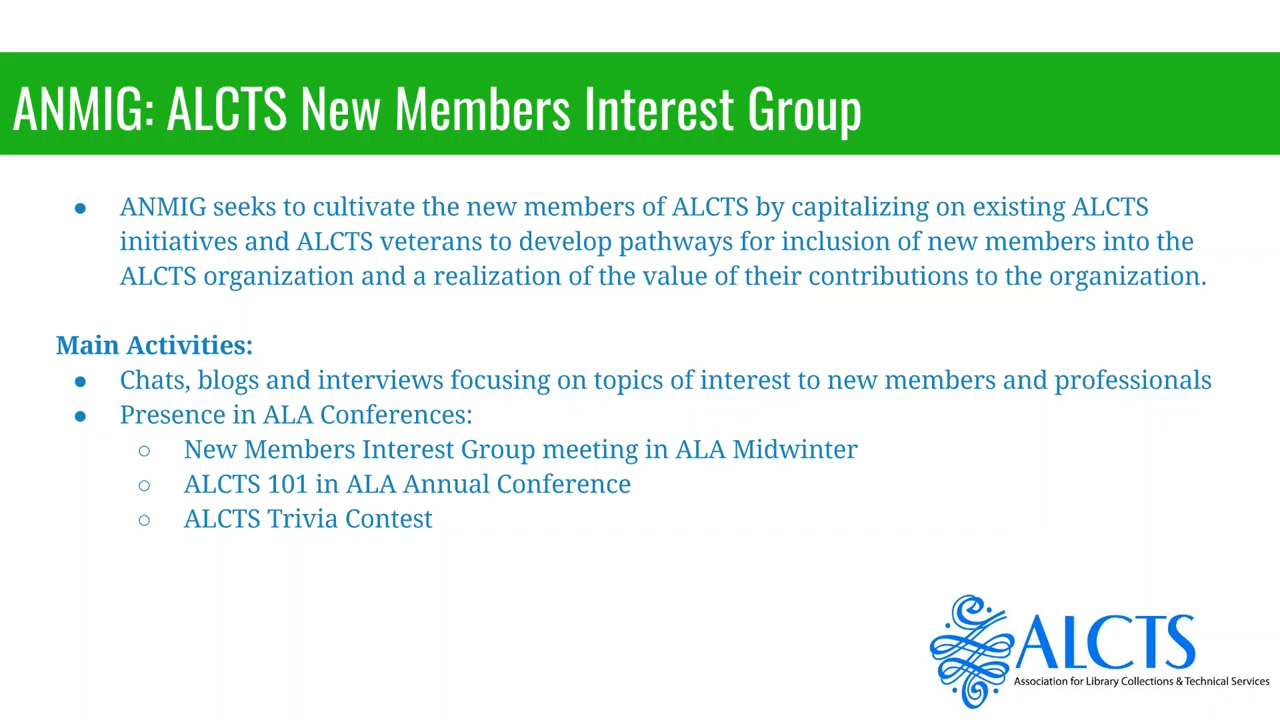 ANMIG: ALCTS New Members Interest Group
● ANMIG seeks to cultivate the new members of ALCTS by capitalizing on existing ALCTS
initiatives and ALCTS veterans to develop pathways for inclusion of new members into the
ALCTS organization and a realization of the value of their contributions to the organization.
Main Activities:
● Chats, blogs and interviews focusing on topics of interest to new members and professionals
● Presence in ALA Conferences:
○ New Members Interest Group meeting in ALA Midwinter
○ ALCTS 101 in ALA Annual Conference
○ ALCTS Trivia Contest
ALCTS
Association for Library Collections & Technical Services